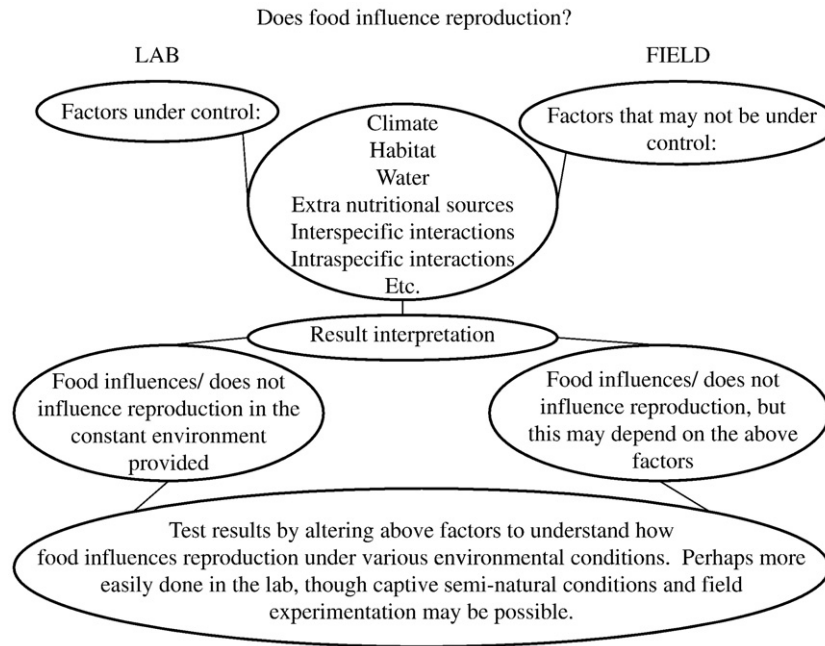 Does food influence reproduction?
LAB
FIELD
Factors under control:
Factors that may not be under
control:
Climate
Habitat
Water
Extra nutritional sources
Interspecific interactions
Intraspecific interactions
Etc.
Result interpretation
Food influences/ does not
influence reproduction in the
constant environment
provided
Food influences/ does not
influence reproduction, but
this may depend on the above
factors
Test results by altering above factors to understand how
food influences reproduction under various environmental conditions.  Perhaps more
easily done in the lab, though captive semi-natural conditions and field
experimentation may be possible.